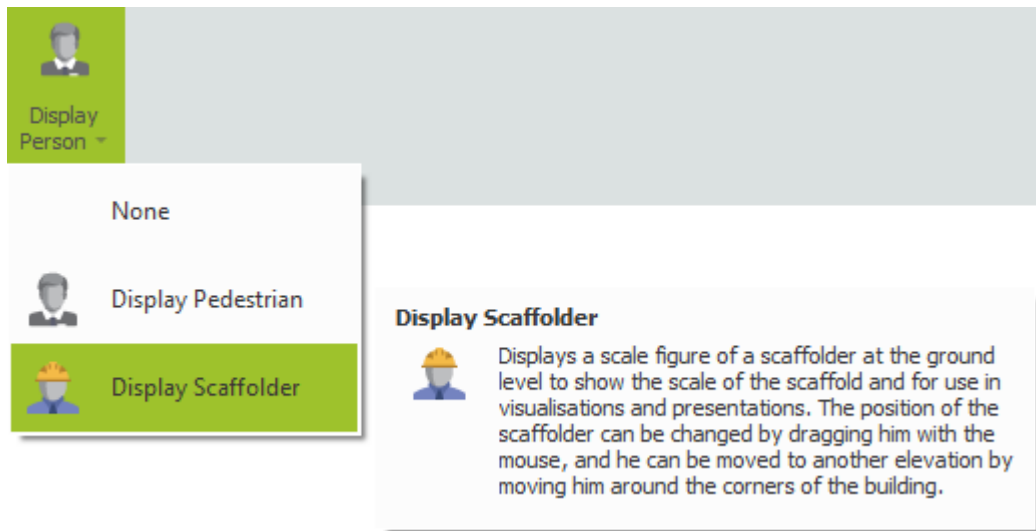 Display
Person
None
Display Pedestrian
Display Scaffolder
Display Scaffolder
Displays a scale figure of a scaffolder at the ground
level to show the scale of the scaffold and for use in
visualisations and presentations. The position of the
scaffolder can be changed by dragging him with the
mouse, and he can be moved to another elevation by
moving him around the corners of the building.